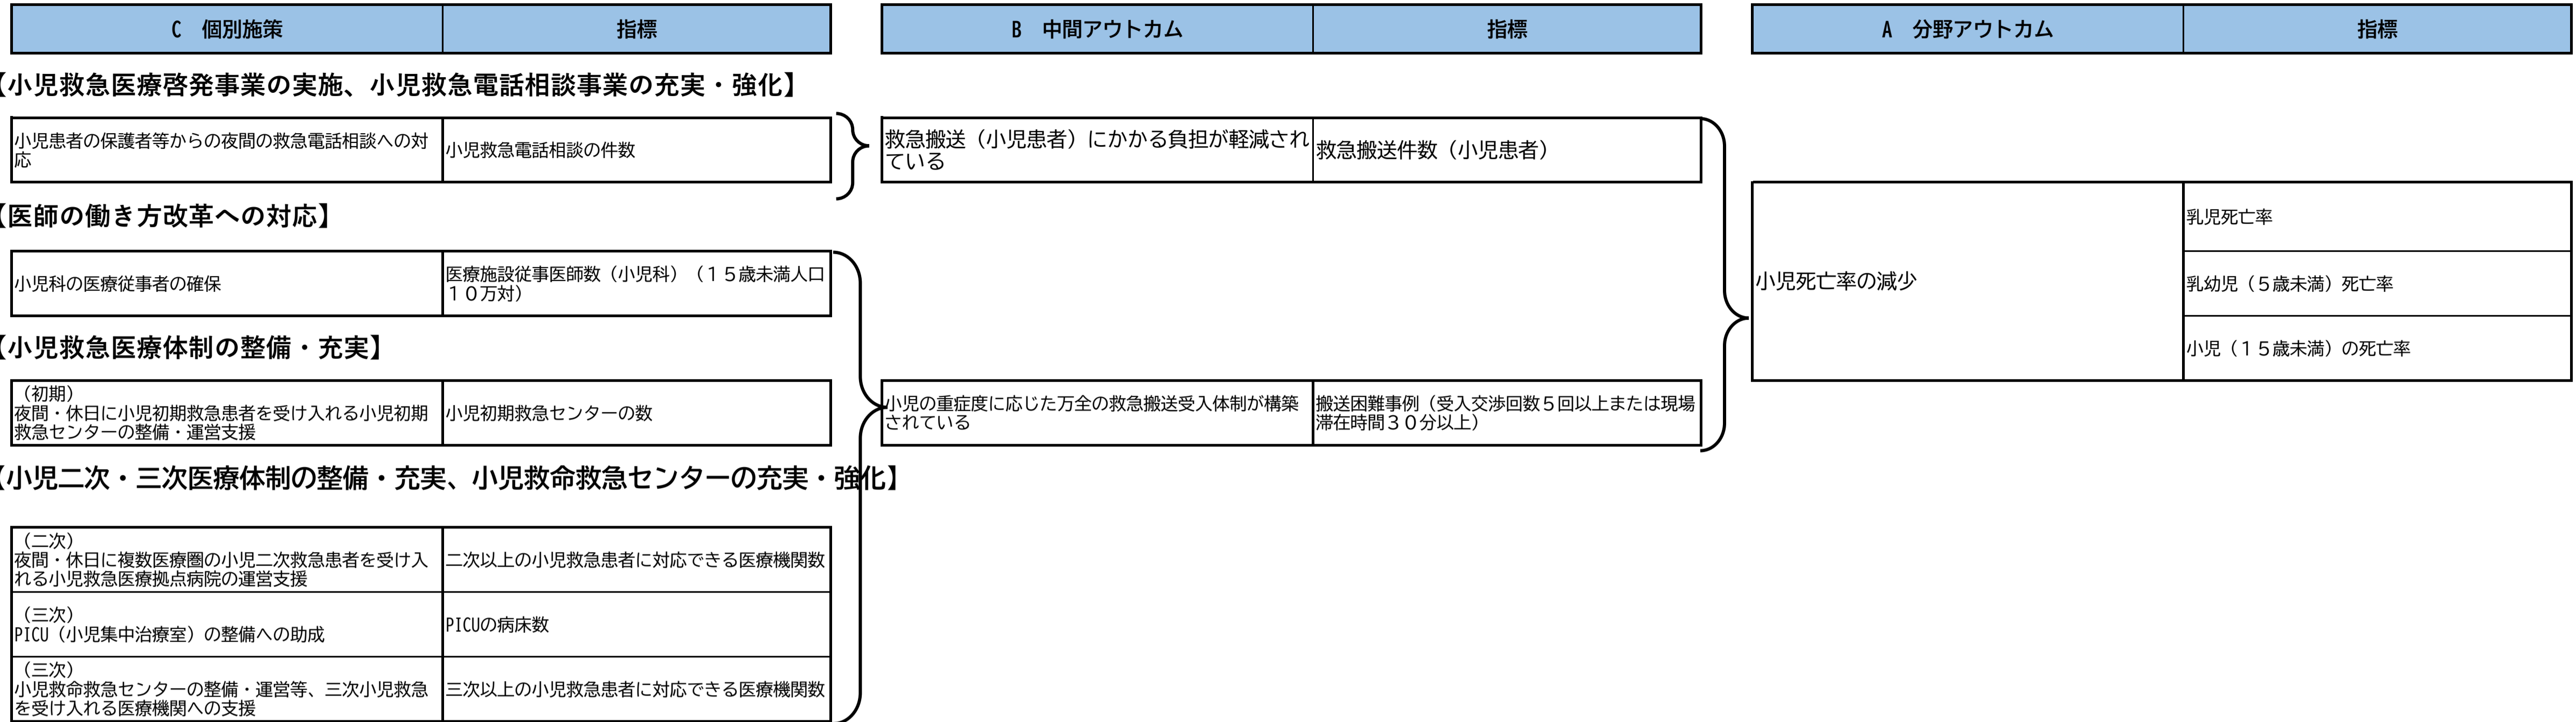 C　個別施策
指標
B　中間アウトカム
指標
A　分野アウトカム
指標
【小児救急医療啓発事業の実施、小児救急電話相談事業の充実・強化】
小児患者の保護者等からの夜間の救急電話相談への対
応
小児救急電話相談の件数
救急搬送（小児患者）にかかる負担が軽減され
ている
救急搬送件数（小児患者）
【医師の働き方改革への対応】
小児科の医療従事者の確保
医療施設従事医師数（小児科）（１５歳未満人口
１０万対）
小児死亡率の減少
乳児死亡率
乳幼児（５歳未満）死亡率
小児（１５歳未満）の死亡率
【小児救急医療体制の整備・充実】
（初期）
夜間・休日に小児初期救急患者を受け入れる小児初期
救急センターの整備・運営支援
小児初期救急センターの数
小児の重症度に応じた万全の救急搬送受入体制が構築
されている
搬送困難事例（受入交渉回数５回以上または現場
滞在時間３０分以上）
【小児二次・三次医療体制の整備・充実、小児救命救急センターの充実・強化】
（二次）
夜間・休日に複数医療圏の小児二次救急患者を受け入
れる小児救急医療拠点病院の運営支援
二次以上の小児救急患者に対応できる医療機関数
（三次）
PICU（小児集中治療室）の整備への助成
PICUの病床数
（三次）
小児救命救急センターの整備・運営等、三次小児救急
を受け入れる医療機関への支援
三次以上の小児救急患者に対応できる医療機関数